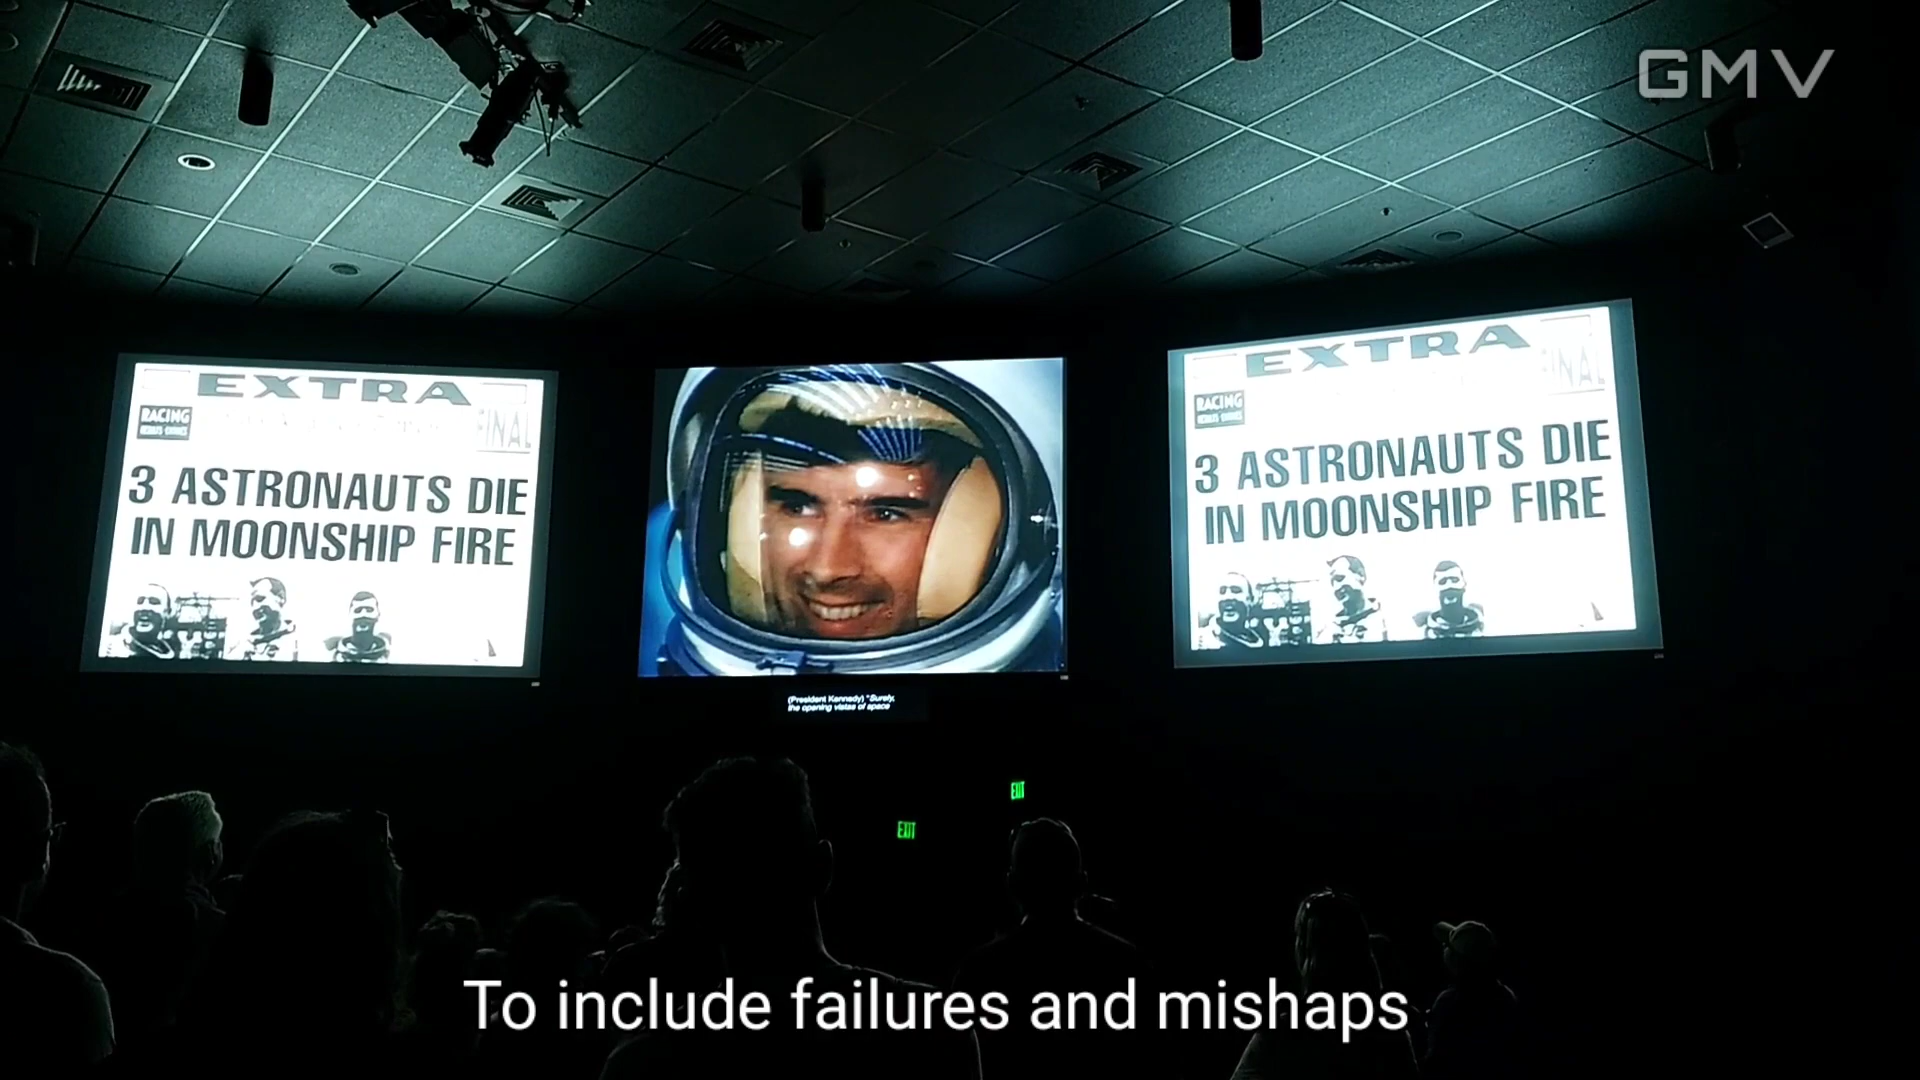 GMV
EXTRA
RACING
FINAL
3 ASTRONAUTS DIE
IN MOONSHIP FIRE
EXTRA
RACING
INAL
3 ASTRONAUTS DIE
IN MOONSHIP FIRE
(President Kennedy) "Surely,
the opening vistas of space
EXIT
EXIT
To include failures and mishaps